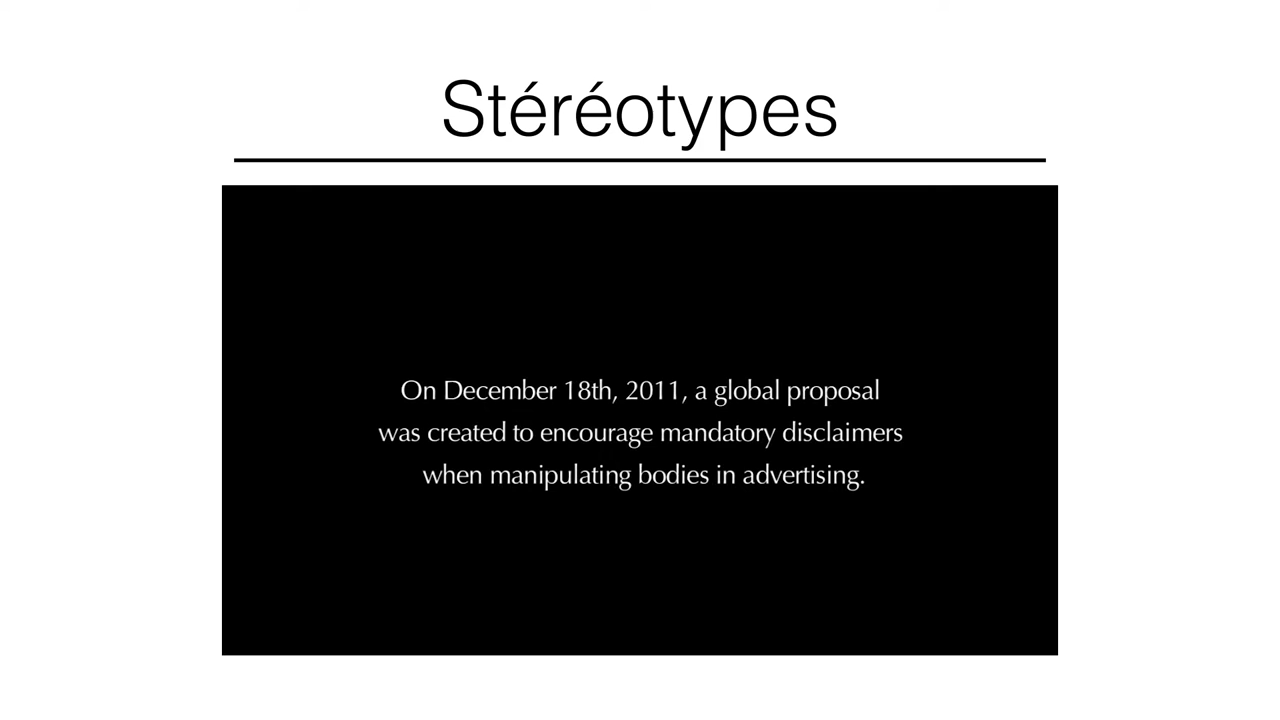 Stéréotypes
On December 18th, 2011, a global proposal
was created to encourage mandatory disclaimers
when manipulating bodies in advertising.